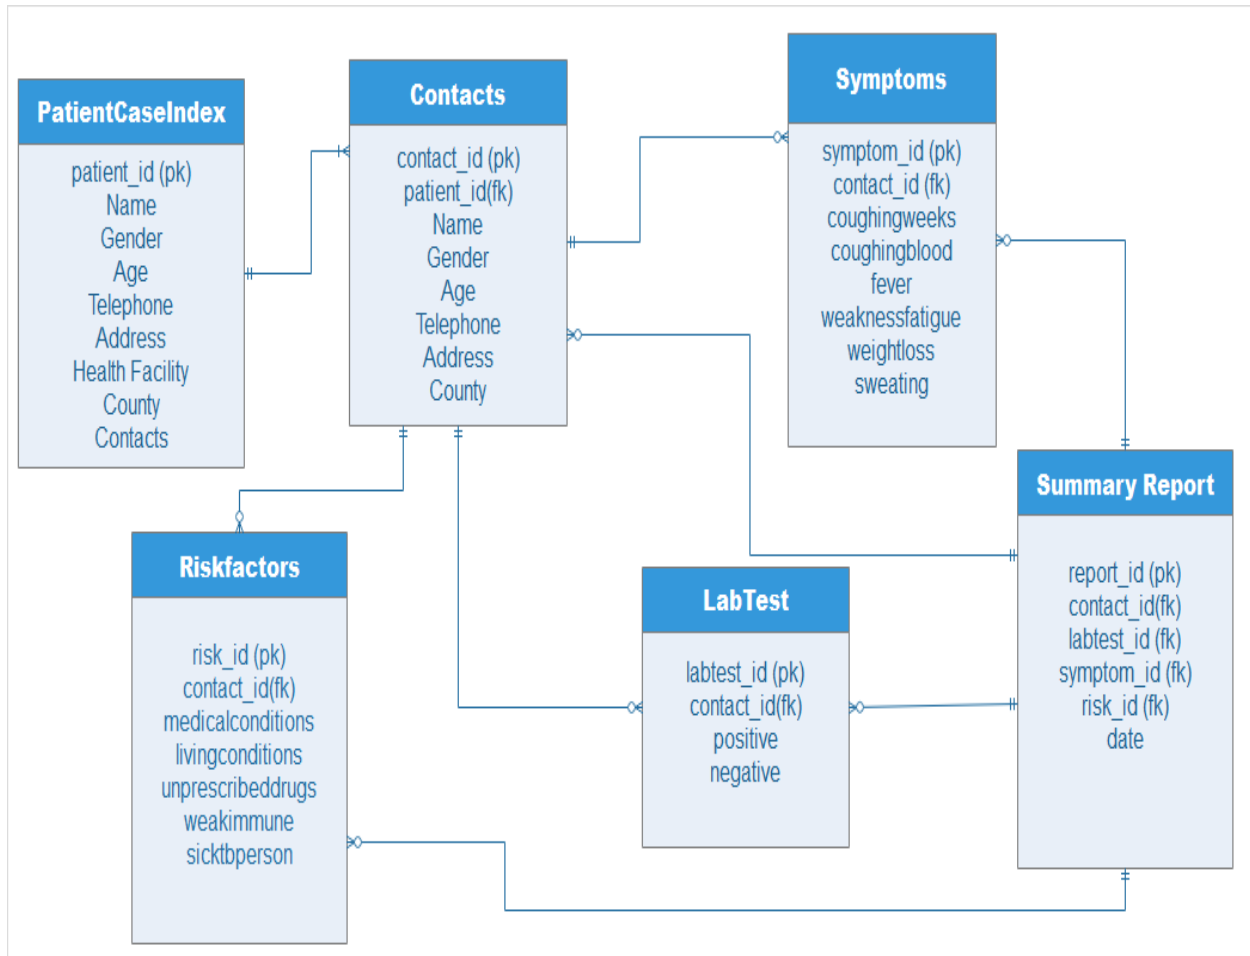 PatientCaseIndex
patient_id (pk)
Name
Gender
Age
Telephone
Address
Health Facility
County
Contacts
Contacts
contact_id (pk)
patient_id(fk)
Name
Gender
Age
Telephone
Address
County
Symptoms
symptom_id (pk)
contact_id (fk)
coughingweeks
coughingblood
fever
weaknessfatigue
weightloss
sweating
Riskfactors
risk_id (pk)
contact_id(fk)
medicalconditions
livingconditions
unprescribeddrugs
weakimmune
sicktbperson
LabTest
labtest_id (pk)
contact_id(fk)
positive
negative
Summary Report
report_id (pk)
contact_id(fk)
labtest_id (fk)
symptom_id (fk)
risk_id (fk)
date